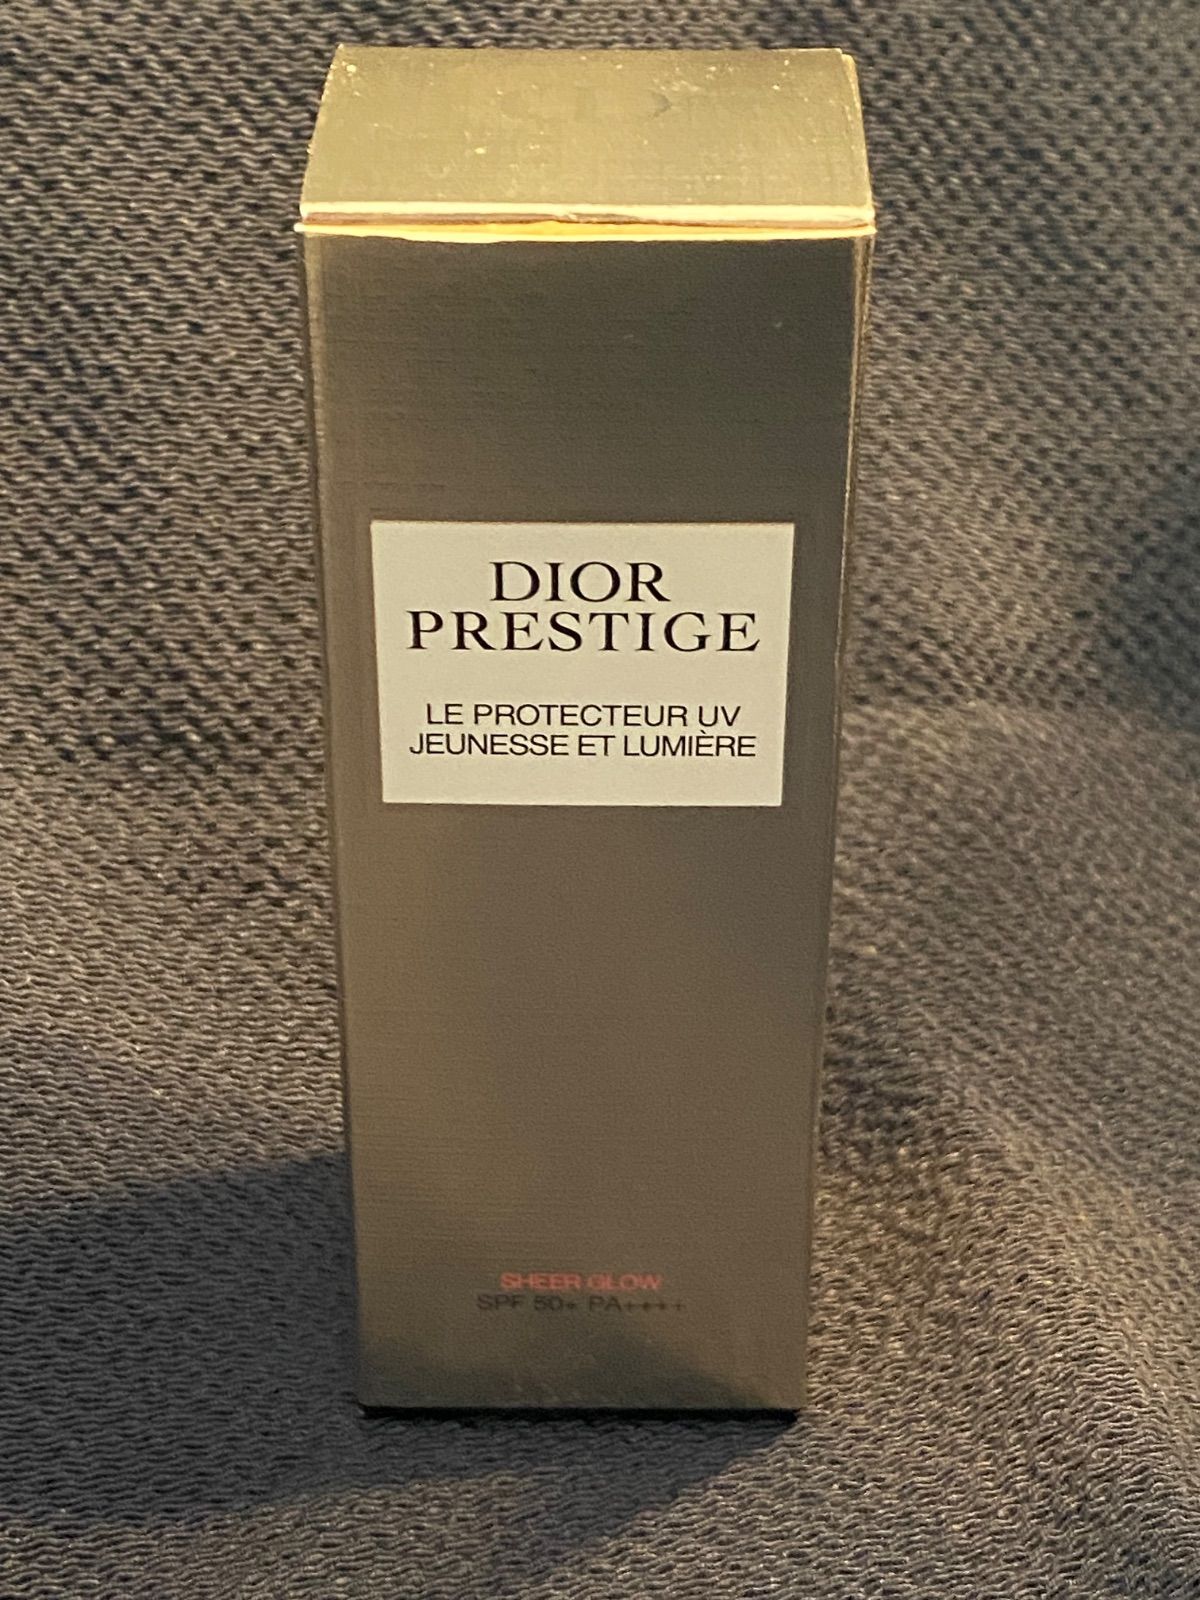 DIOR
PRESTIGE
LE PROTECTEUR UV
JEUNESSE ET LUMIÈRE
SHEER GLOW
SPF 50+ PA++++